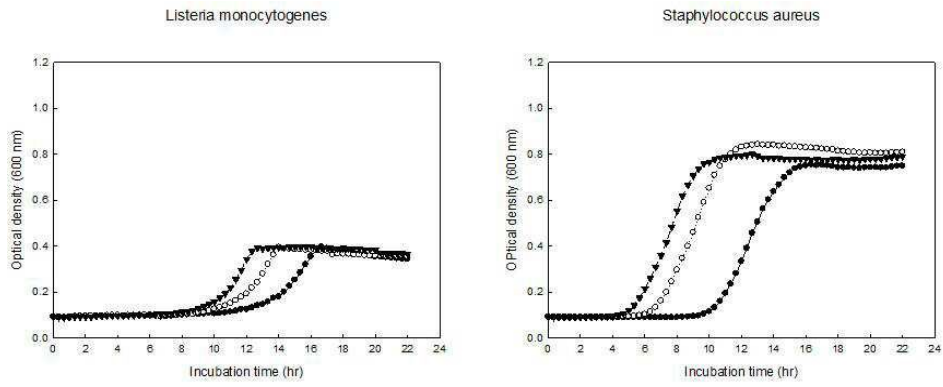 Listeria monocytogenes
Staphylococcus aureus
1.2
1.0
0.8
0.6
0.4
0.2
0.0
Optical density (600 nm)
0 2 4 6 8 10 12 14 16 18 20 22 24
Incubation time (hr)
1.2
1.0
0.8
0.6
0.4
0.2
0.0
OPtical density (600 nm)
0 2 4 6 8 10 12 14 16 18 20 22 24
Incubation time (hr)